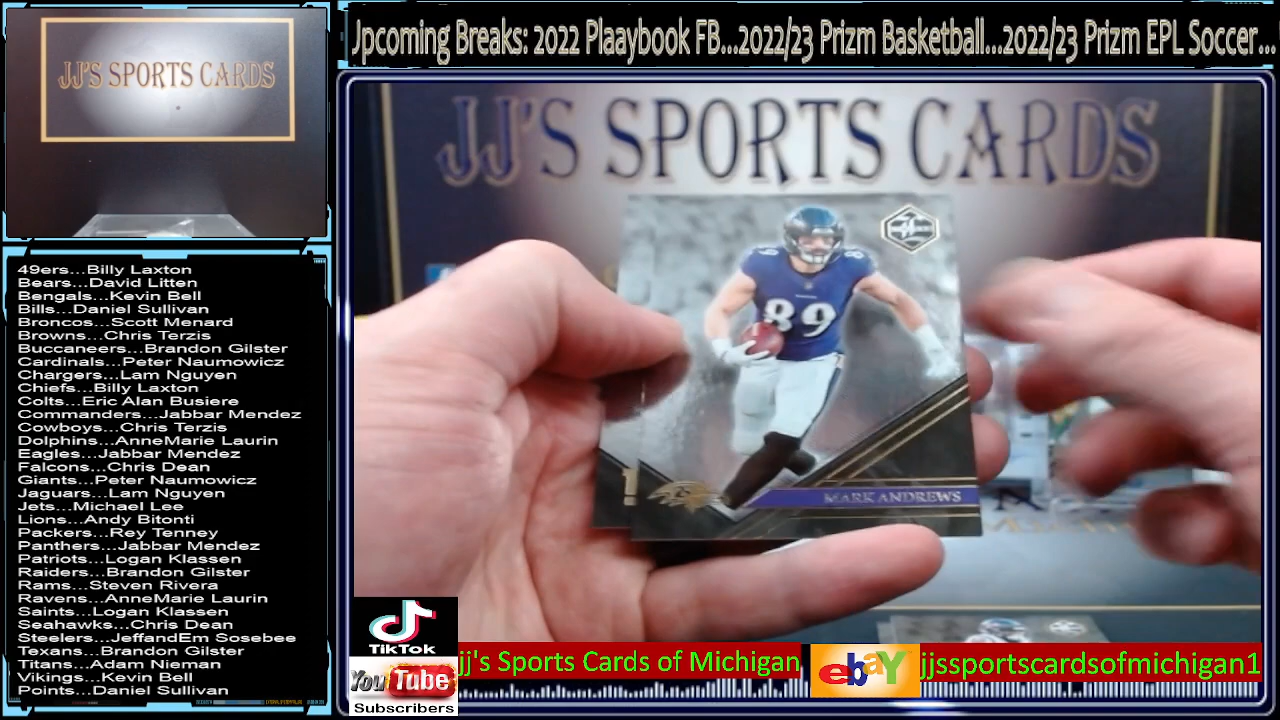 JJ'S SPORTS CARDS
Jpcoming Breaks: 2022 Plaaybook FB...2022/23 Prizm Basketball...2022/23 Prizm EPL Soccer...
JJ'S SPORTS CARDS
89
89
MARK ANDREWS
49ers...Billy Laxton
Bears...David Litten
Bengals...Kevin Bell
Bills...Daniel Sullivan
Broncos...Scott Menard
Browns...Chris Terzis
Buccaneers...Brandon Gilster
Cardinals...Peter Naumowicz
Chargers...Lam Nguyen
Chiefs...Billy Laxton
Colts...Eric Alan Busiere
Commanders...Jabbar Mendez
Cowboys...Chris Terzis
Dolphins...AnneMarie Laurin
Eagles...Jabbar Mendez
Falcons...Chris Dean
Giants...Peter Naumowicz
Jaguars...Lam Nguyen
Jets...Michael Lee
Lions...Andy Bitonti
Packers...Rey Tenney
Panthers...Jabbar Mendez
Patriots...Logan Klassen
Raiders...Brandon Gilster
Rams...Steven Rivera
Ravens...AnneMarie Laurin
Saints...Logan Klassen
Seahawks...Chris Dean
Steelers...JeffandEm Sosebee
Texans...Brandon Gilster
Titans...Adam Nieman
Vikings...Kevin Bell
Points...Daniel Sullivan
TikTok
YouTube
Subscribers
jj's Sports Cards of Michigan
ebay
jjssportscardsofmichigan1